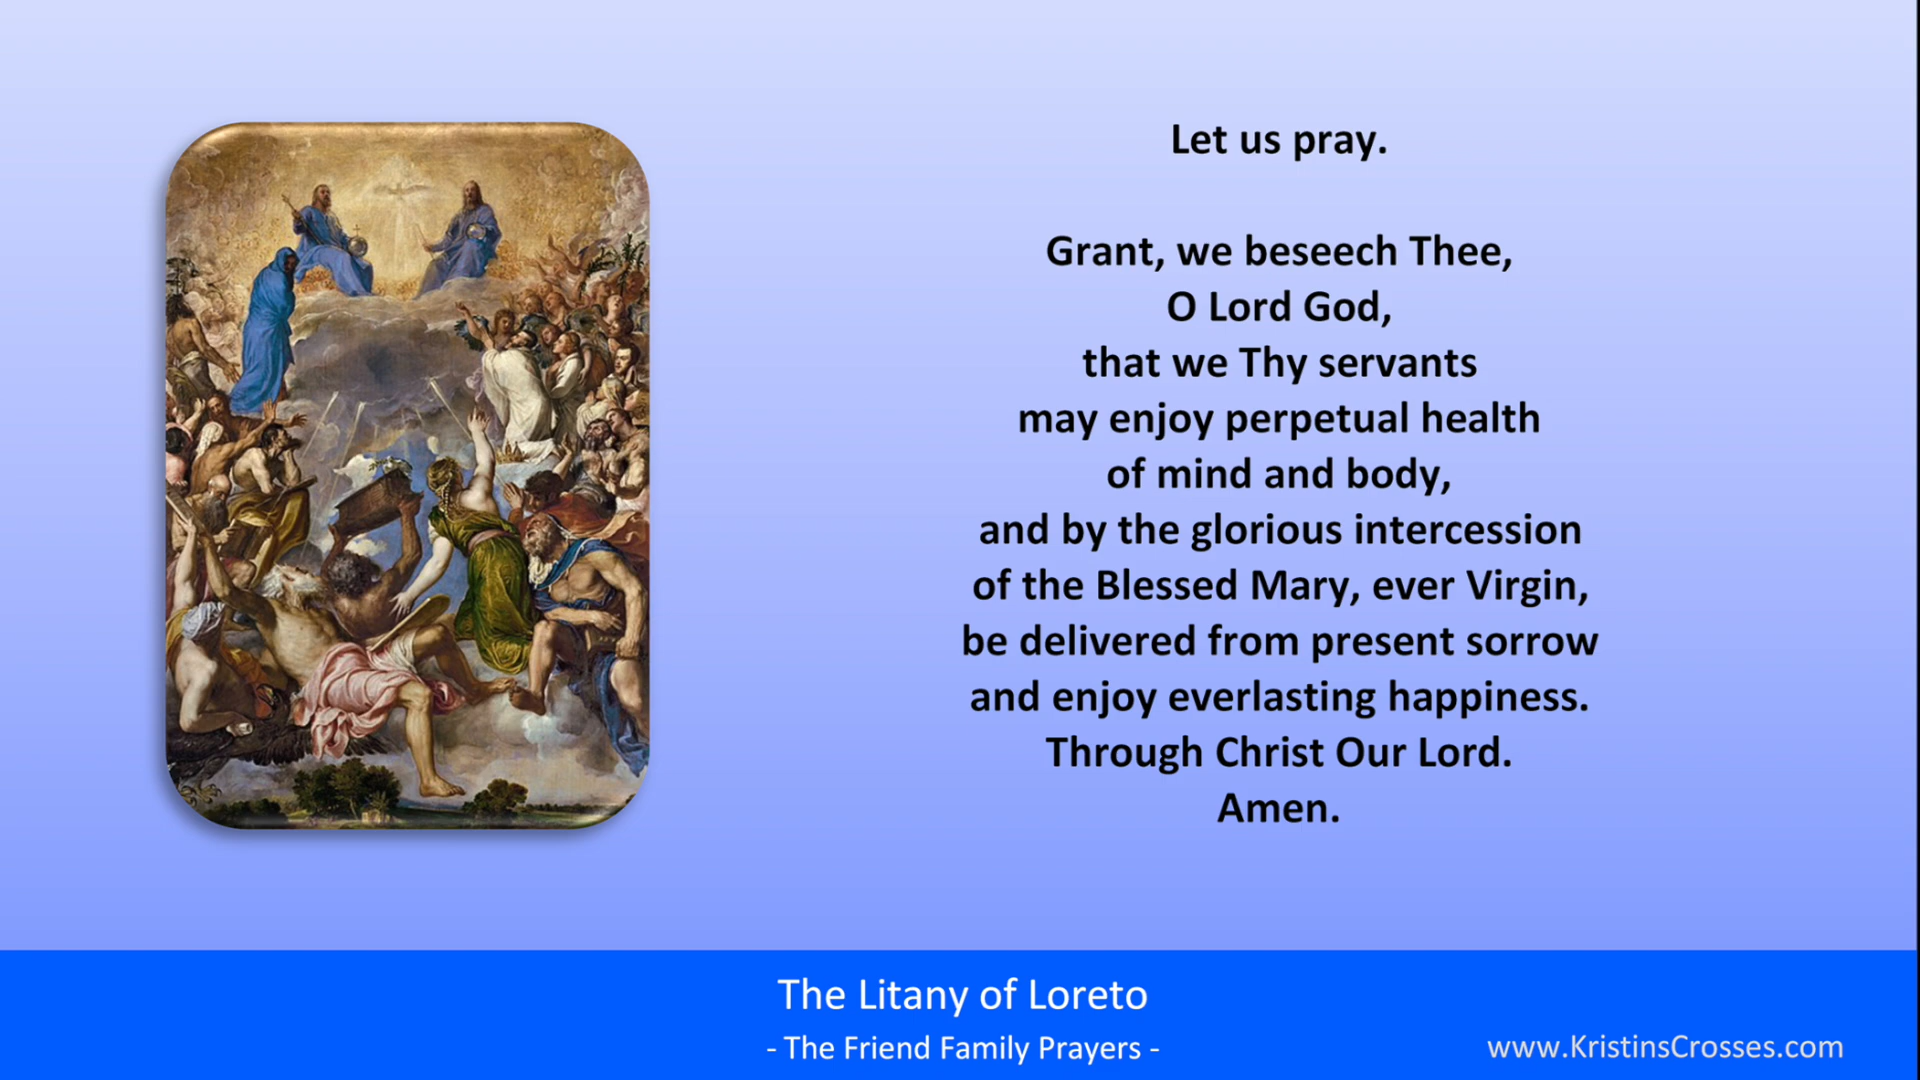 Let us pray.
Grant, we beseech Thee,
O Lord God,
that we Thy servants
may enjoy perpetual health
of mind and body,
and by the glorious intercession
of the Blessed Mary, ever Virgin,
be delivered from present sorrow
and enjoy everlasting happiness.
Through Christ Our Lord.
Amen.
The Litany of Loreto
- The Friend Family Prayers -
www.KristinsCrosses.com